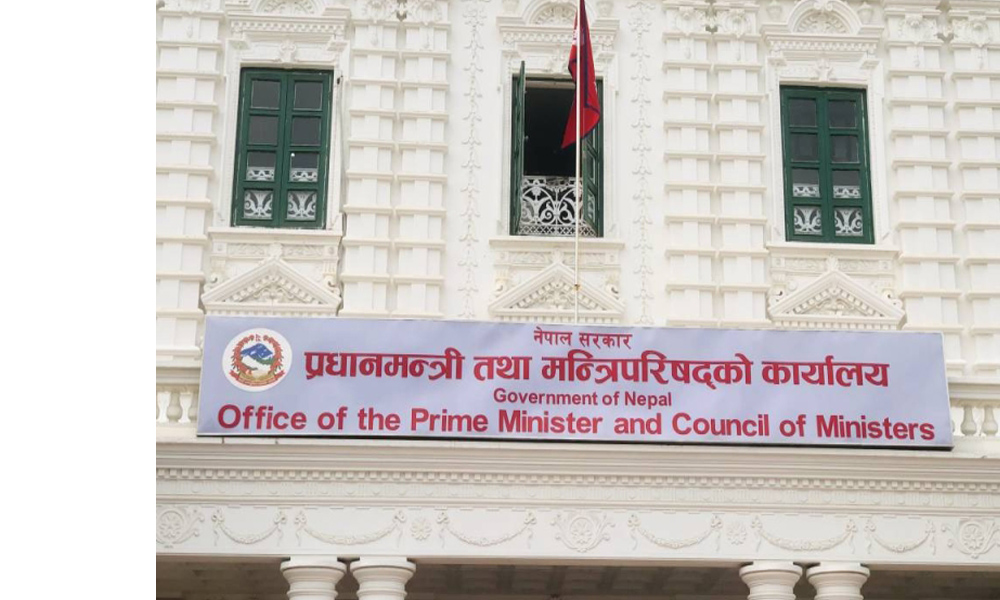 नेपाल सरकार
प्रधानमन्त्री तथा मन्त्रिपरिषद्को कार्यालय
Government of Nepal
Office of the Prime Minister and Council of Ministers